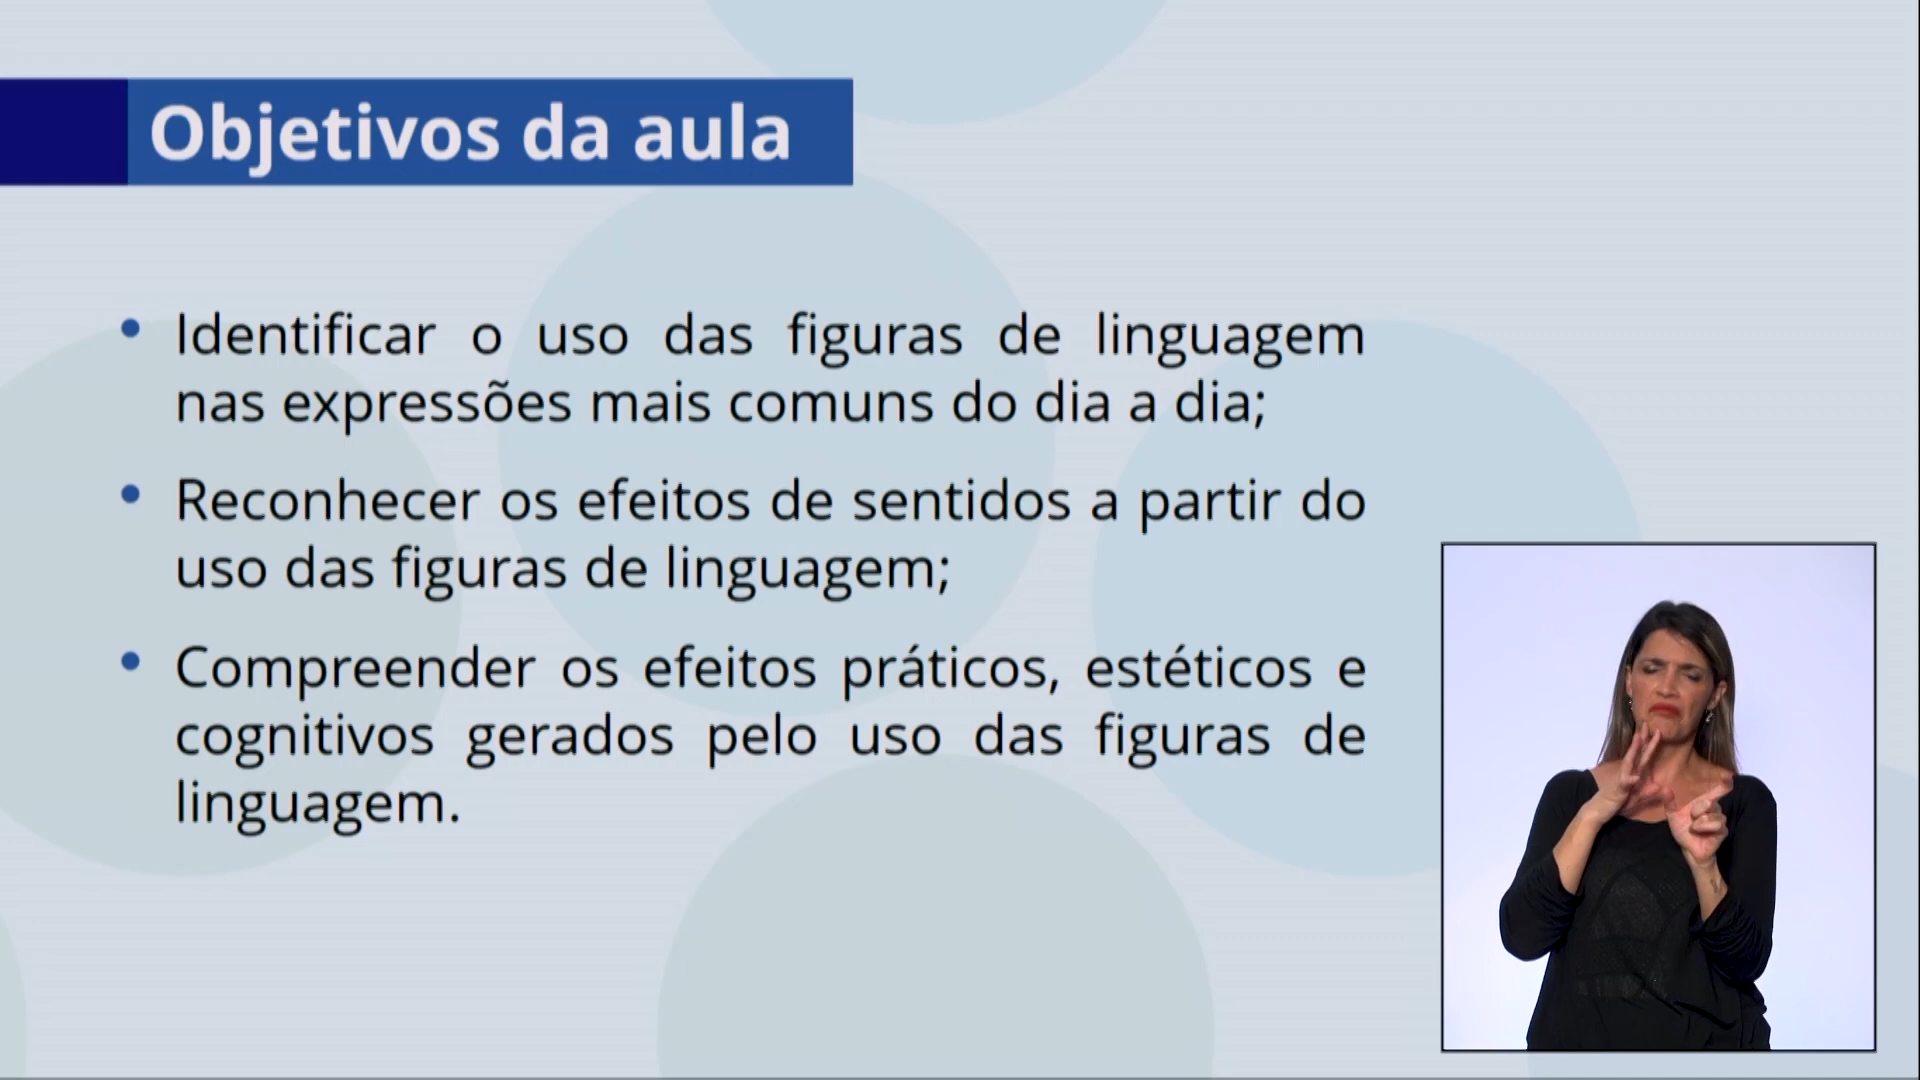 Objetivos da aula
• Identificar o uso das figuras de linguagem
nas expressões mais comuns do dia a dia;
• Reconhecer os efeitos de sentidos a partir do
uso das figuras de linguagem;
• Compreender os efeitos práticos, estéticos e
cognitivos gerados pelo uso das figuras de
linguagem.